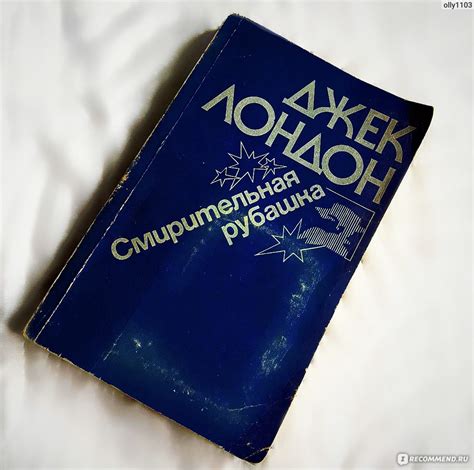 olly1103
ДЖЕК
ЛОНДОН
Смирительная
рубашка
I RECOMMEND.RU